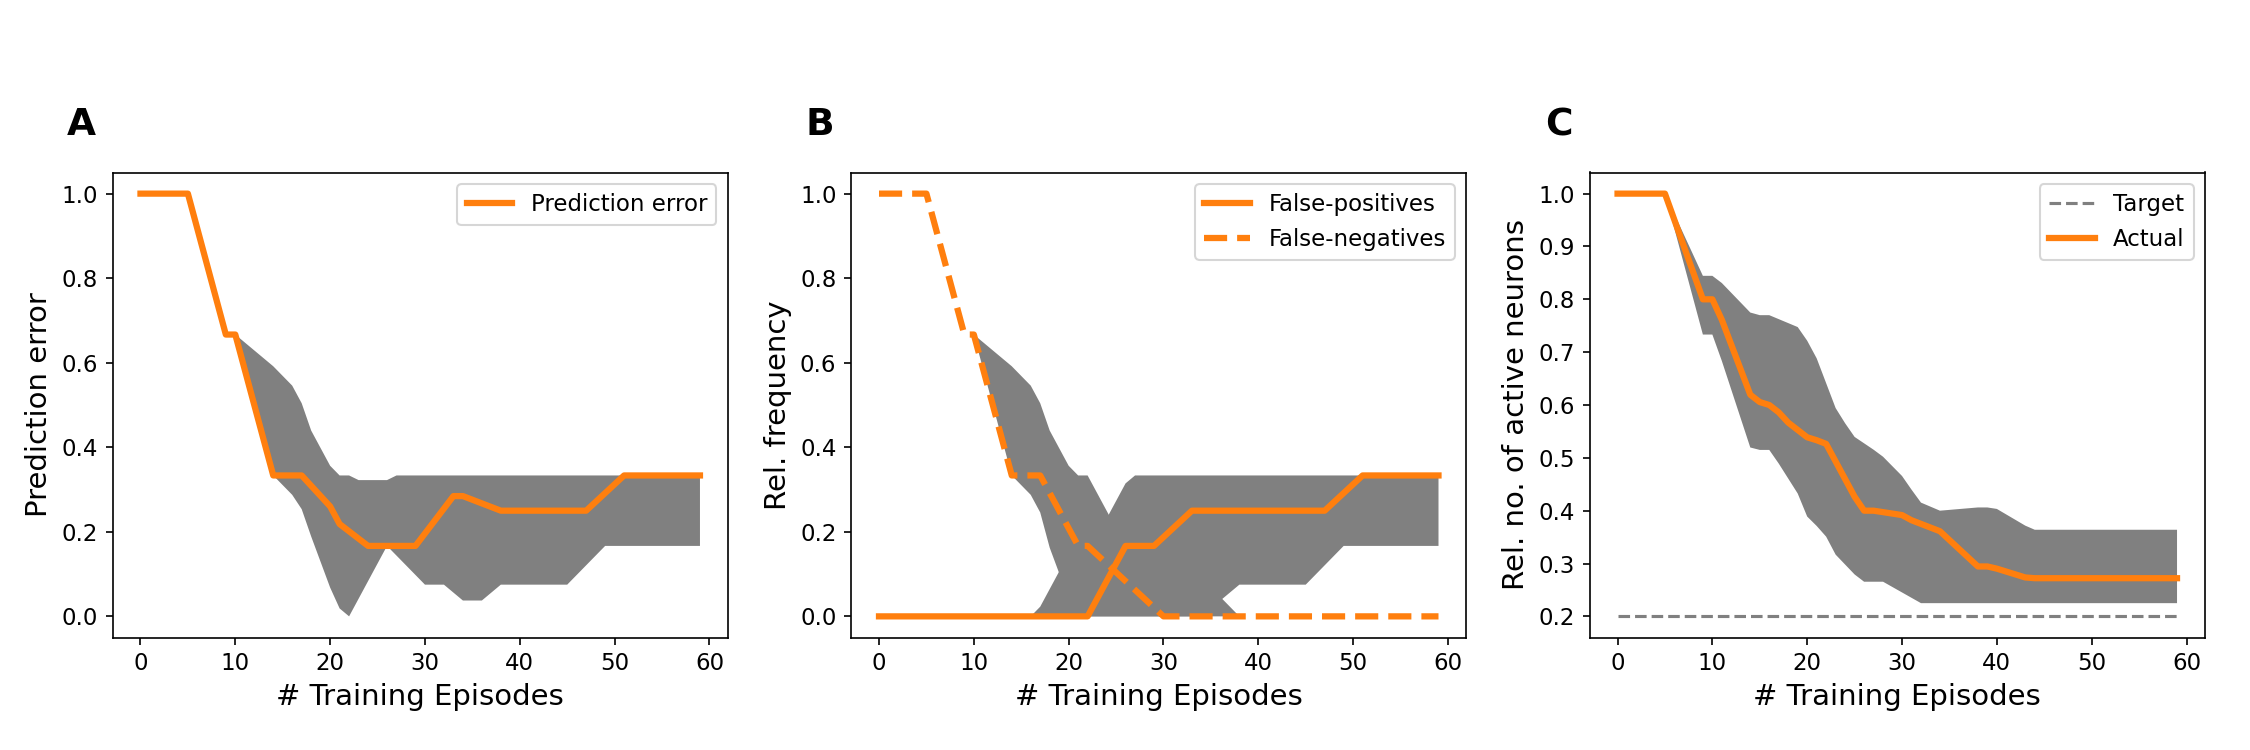 A
B
C
Prediction error
1.0
0.8
0.6
0.4
0.2
0.0
Prediction error
0 10 20 30 40 50 60
# Training Episodes
Rel. frequency
1.0
0.8
0.6
0.4
0.2
0.0
False-positives
False-negatives
0 10 20 30 40 50 60
# Training Episodes
Rel. no. of active neurons
1.0
0.9
0.8
0.7
0.6
0.5
0.4
0.3
0.2
Target
Actual
0 10 20 30 40 50 60
# Training Episodes